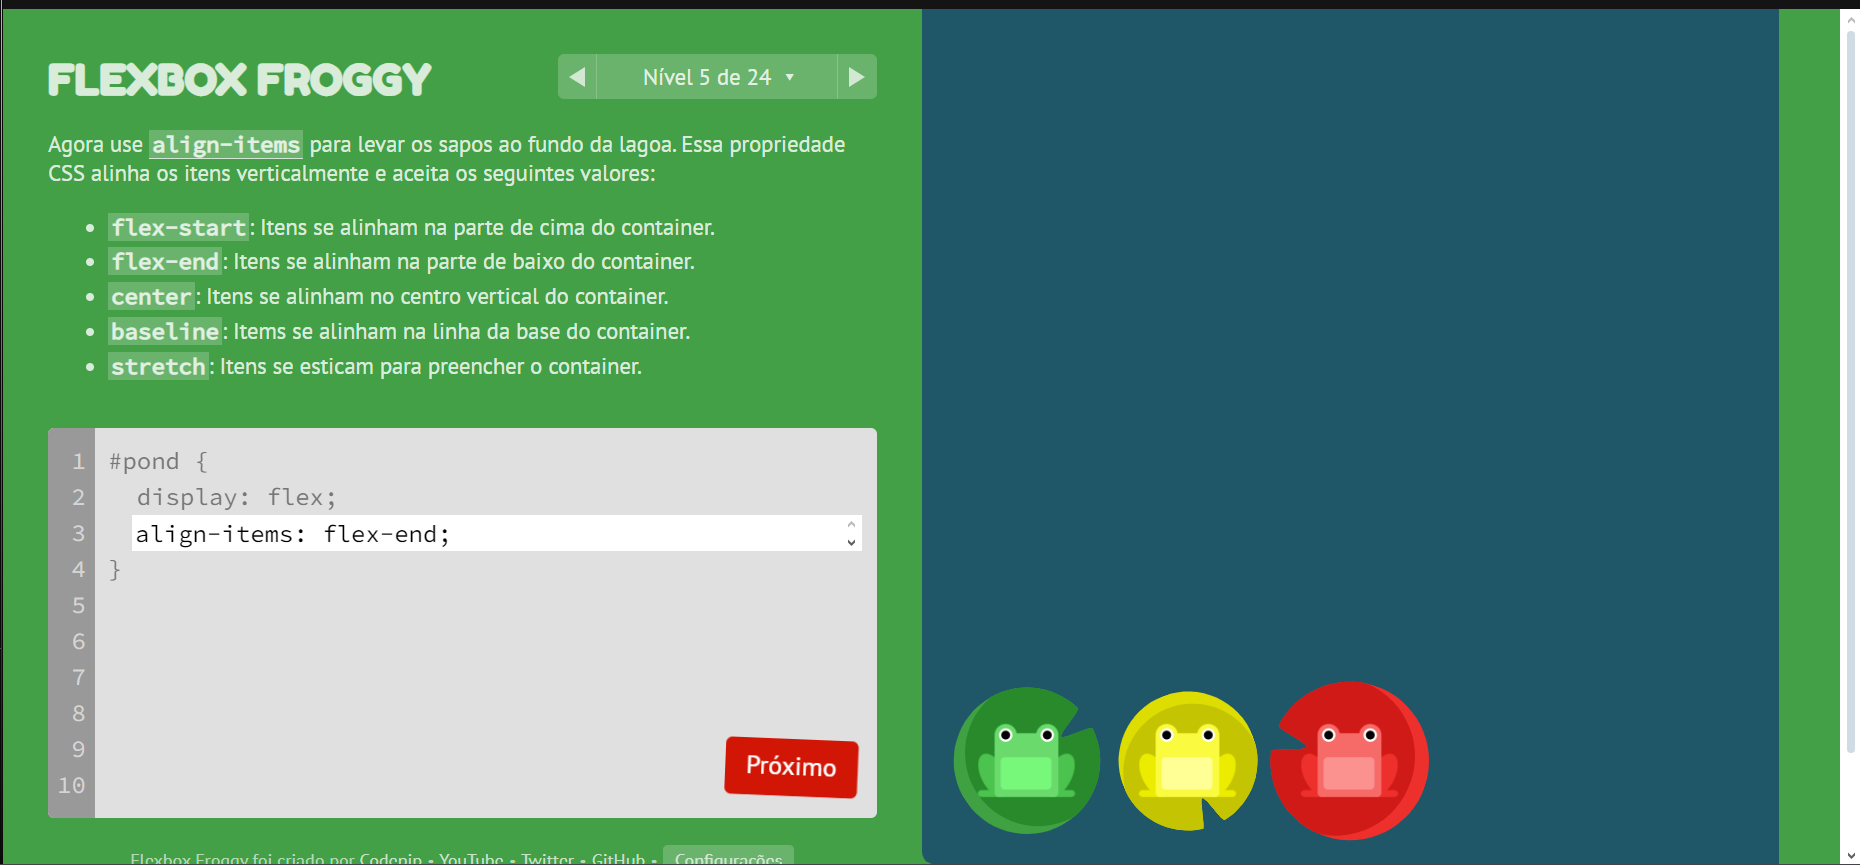 FLEXBOX FROGGY
Nível 5 de 24
Agora use align-items para levar os sapos ao fundo da lagoa. Essa propriedade
CSS alinha os itens verticalmente e aceita os seguintes valores:
flex-start: Itens se alinham na parte de cima do container.
flex-end: Itens se alinham na parte de baixo do container.
center: Itens se alinham no centro vertical do container.
baseline: Items se alinham na linha da base do container.
stretch: Itens se esticam para preencher o container.
1 #pond {
2 display: flex;
3 align-items: flex-end;
4 }
5
6
7
8
9
10
Próximo
Flexbox Froggy foi criado por Codepip • YouTube • Twitter • GitHub • Configurações